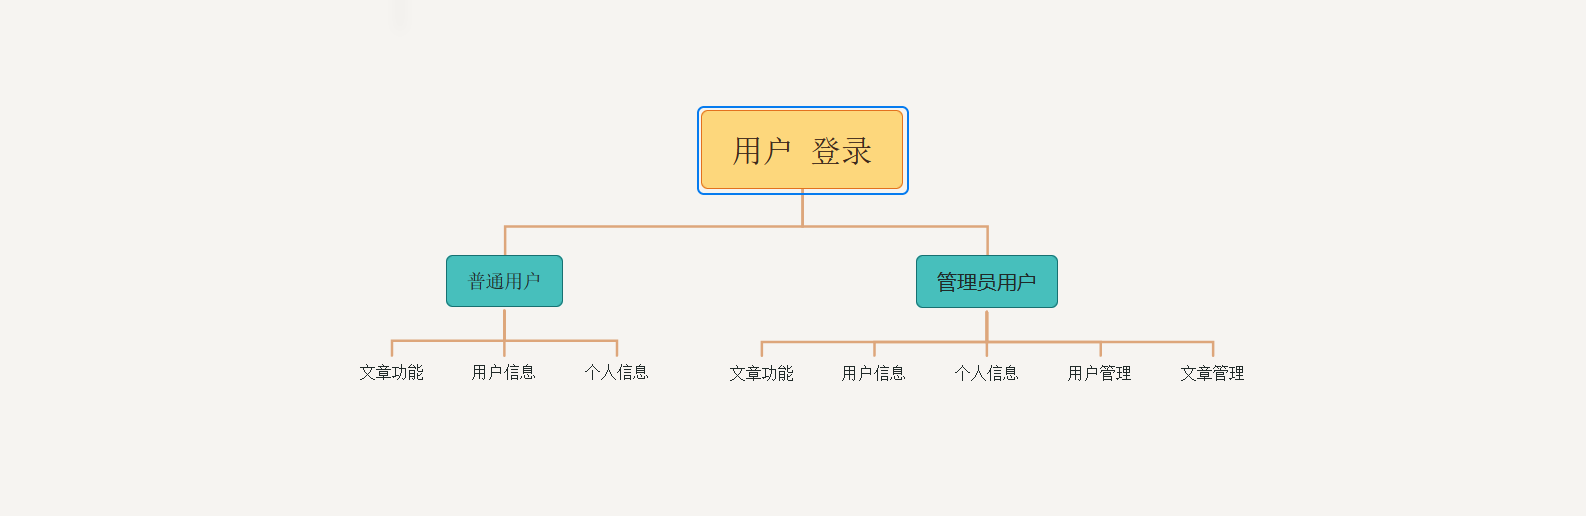 用户 登录
普通用户
管理员用户
文章功能
用户信息
个人信息
文章功能
用户信息
个人信息
用户管理
文章管理